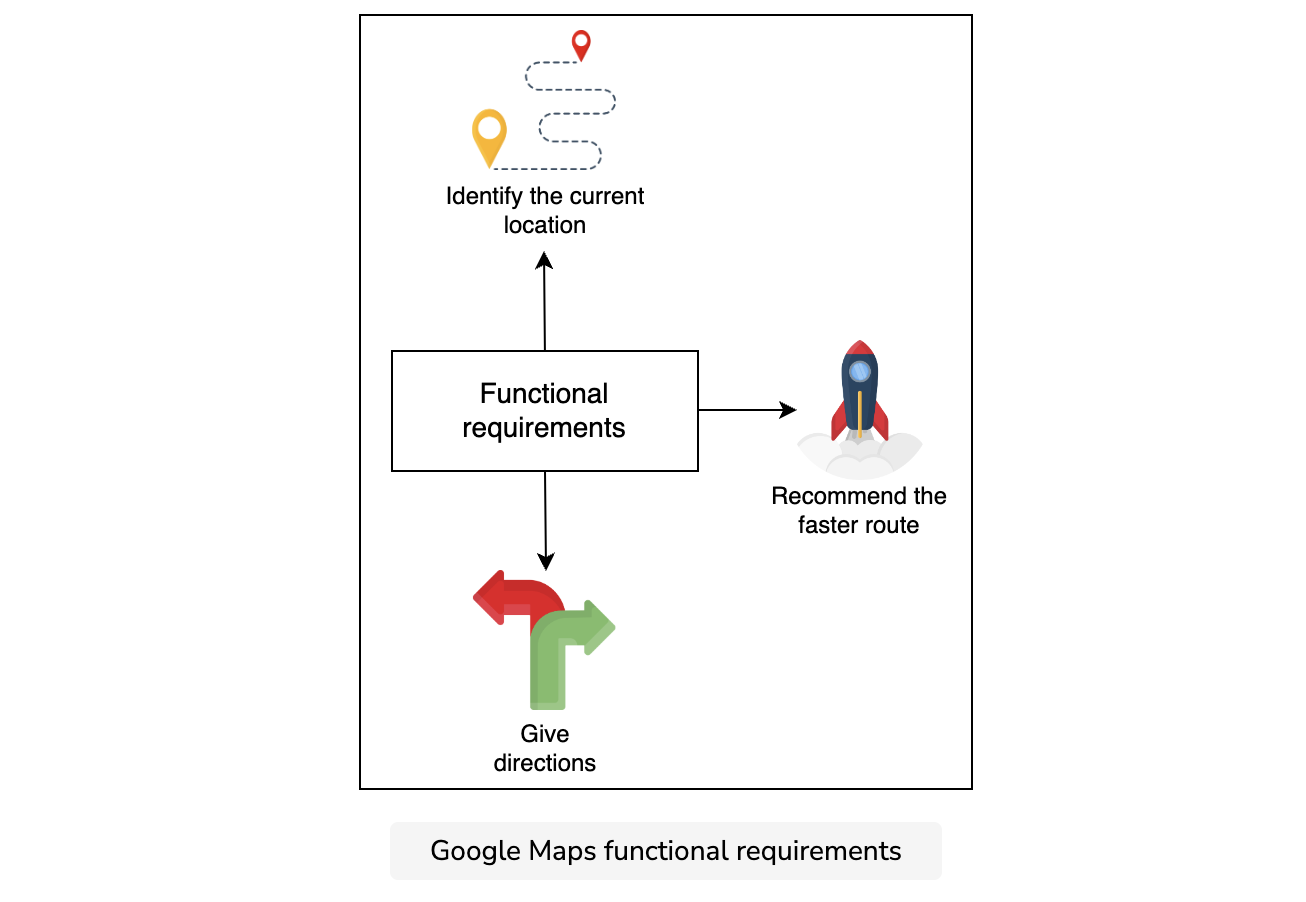 Identify the current
location
Functional
requirements
Recommend the
faster route
Give
directions
Google Maps functional requirements